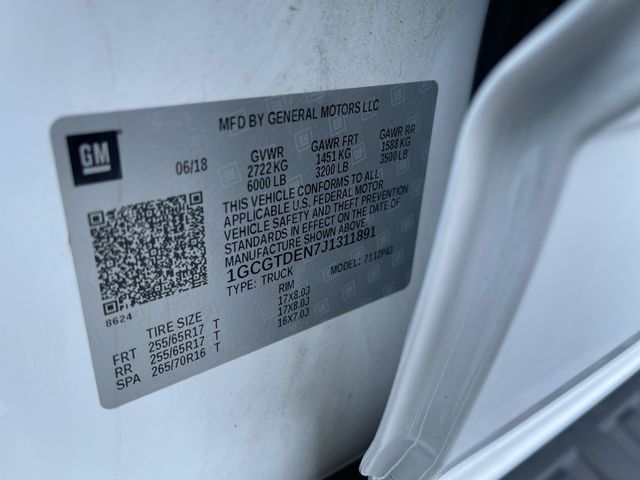 MFD BY GENERAL MOTORS LLC
GM
06/18
GVWR GAWR FRT GAWR RR
2722 KG 1451 KG 1588 KG
6000 LB 3200 LB 3500 LB
THIS VEHICLE CONFORMS TO ALL
APPLICABLE U.S. FEDERAL MOTOR
VEHICLE SAFETY AND THEFT PREVENTION
STANDARDS IN EFFECT ON THE DATE OF
MANUFACTURE SHOWN ABOVE.
1GCGTDEN7J1311891
TYPE: TRUCK MODEL: 7112P43
8624
TIRE SIZE RIM
FRT 255/65R17 T 17X8.0J
RR 255/65R17 T 17X8.0J
SPA 265/70R16 T 16X7.0J